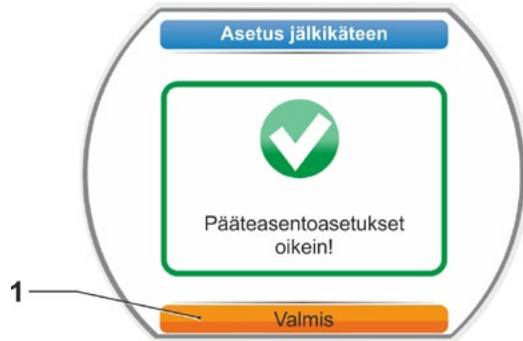 Asetus jälkikäteen
Pääteasentoasetukset
oikein!
1
Valmis